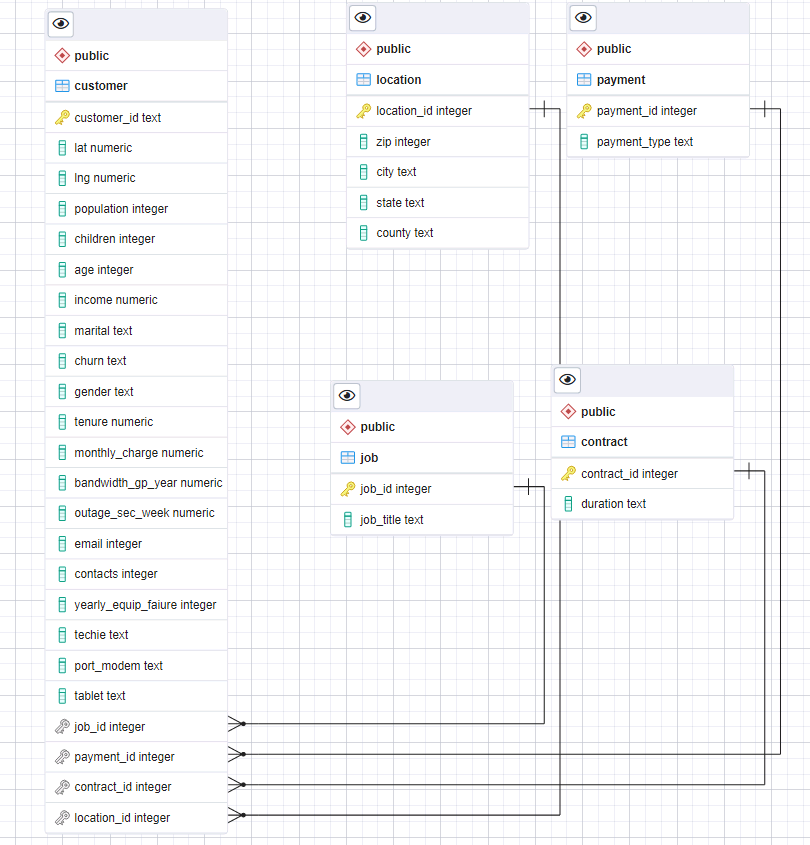 public
customer
customer_id text
lat numeric
lng numeric
population integer
children integer
age integer
income numeric
marital text
churn text
gender text
tenure numeric
monthly_charge numeric
bandwidth_gp_year numeric
outage_sec_week numeric
email integer
contacts integer
yearly_equip_faiure integer
techie text
port_modem text
tablet text
job_id integer
payment_id integer
contract_id integer
location_id integer
public
location
location_id integer
zip integer
city text
state text
county text
public
payment
payment_id integer
payment_type text
public
job
job_id integer
job_title text
public
contract
contract_id integer
duration text